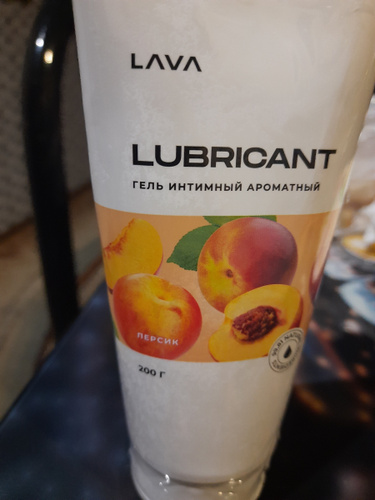 LAVA
LUBRICANT
ГЕЛЬ ИНТИМНЫЙ АРОМАТНЫЙ
ПЕРСИК
200 Г